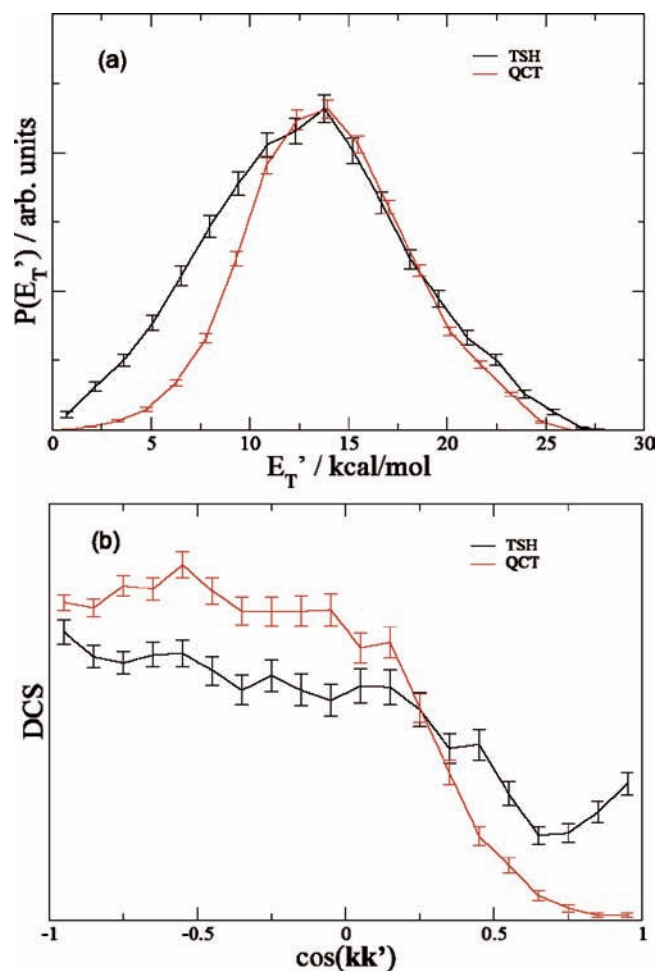 (a)
TSH
QCT
P(E_T') / arb. units
0 5 10 15 20 25 30
E_T' / kcal/mol
(b)
TSH
QCT
DCS
-1 -0.5 0 0.5 1
cos(kk')